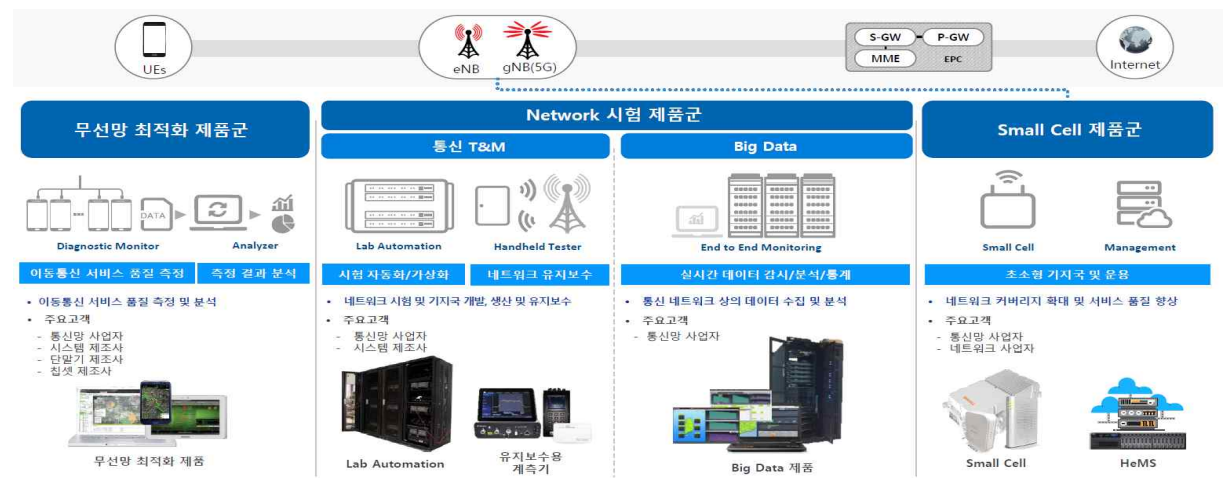 UEs
eNB
gNB(5G)
S-GW
P-GW
MME
EPC
Internet
무선망 최적화 제품군
DATA
Diagnostic Monitor
Analyzer
이동통신 서비스 품질 측정
측정 결과 분석
• 이동통신 서비스 품질 측정 및 분석
• 주요고객
- 통신망 사업자
- 시스템 제조사
- 단말기 제조사
- 칩셋 제조사
무선망 최적화 제품
Network 시험 제품군
통신 T&M
Lab Automation
Handheld Tester
시험 자동화/가상화
네트워크 유지보수
• 네트워크 시험 및 기지국 개발, 생산 및 유지보수
• 주요고객
- 통신망 사업자
- 시스템 제조사
Lab Automation
유지보수용
계측기
Big Data
End to End Monitoring
실시간 데이터 감시/분석/통계
• 통신 네트워크 상의 데이터 수집 및 분석
• 주요고객
- 통신망 사업자
Big Data 제품
Small Cell 제품군
Small Cell
Management
초소형 기지국 및 운용
• 네트워크 커버리지 확대 및 서비스 품질 향상
• 주요고객
- 통신망 사업자
- 네트워크 사업자
Small Cell
HeMS